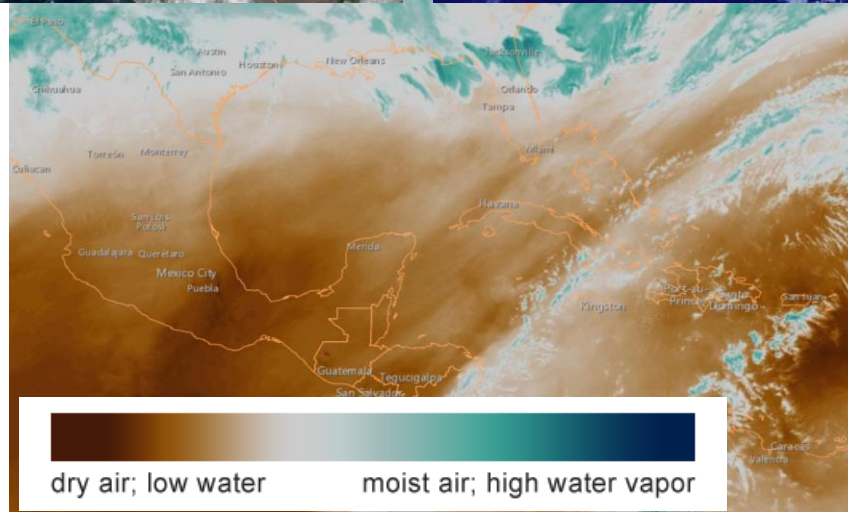 El Paso
Jacksonville
Austin
Houston
New Orleans
San Antonio
Chihuahua
Orlando
Tampa
Torreón
Monterrey
Miami
Culiacan
Havana
San Luis
Potosí
Merida
Guadalajara
Querétaro
Mexico City
Puebla
Port-au-
Prince
Santo
Domingo
San Juan
Kingston
Guatemala
Tegucigalpa
San Salvador
Caracas
Valencia
dry air; low water
moist air; high water vapor